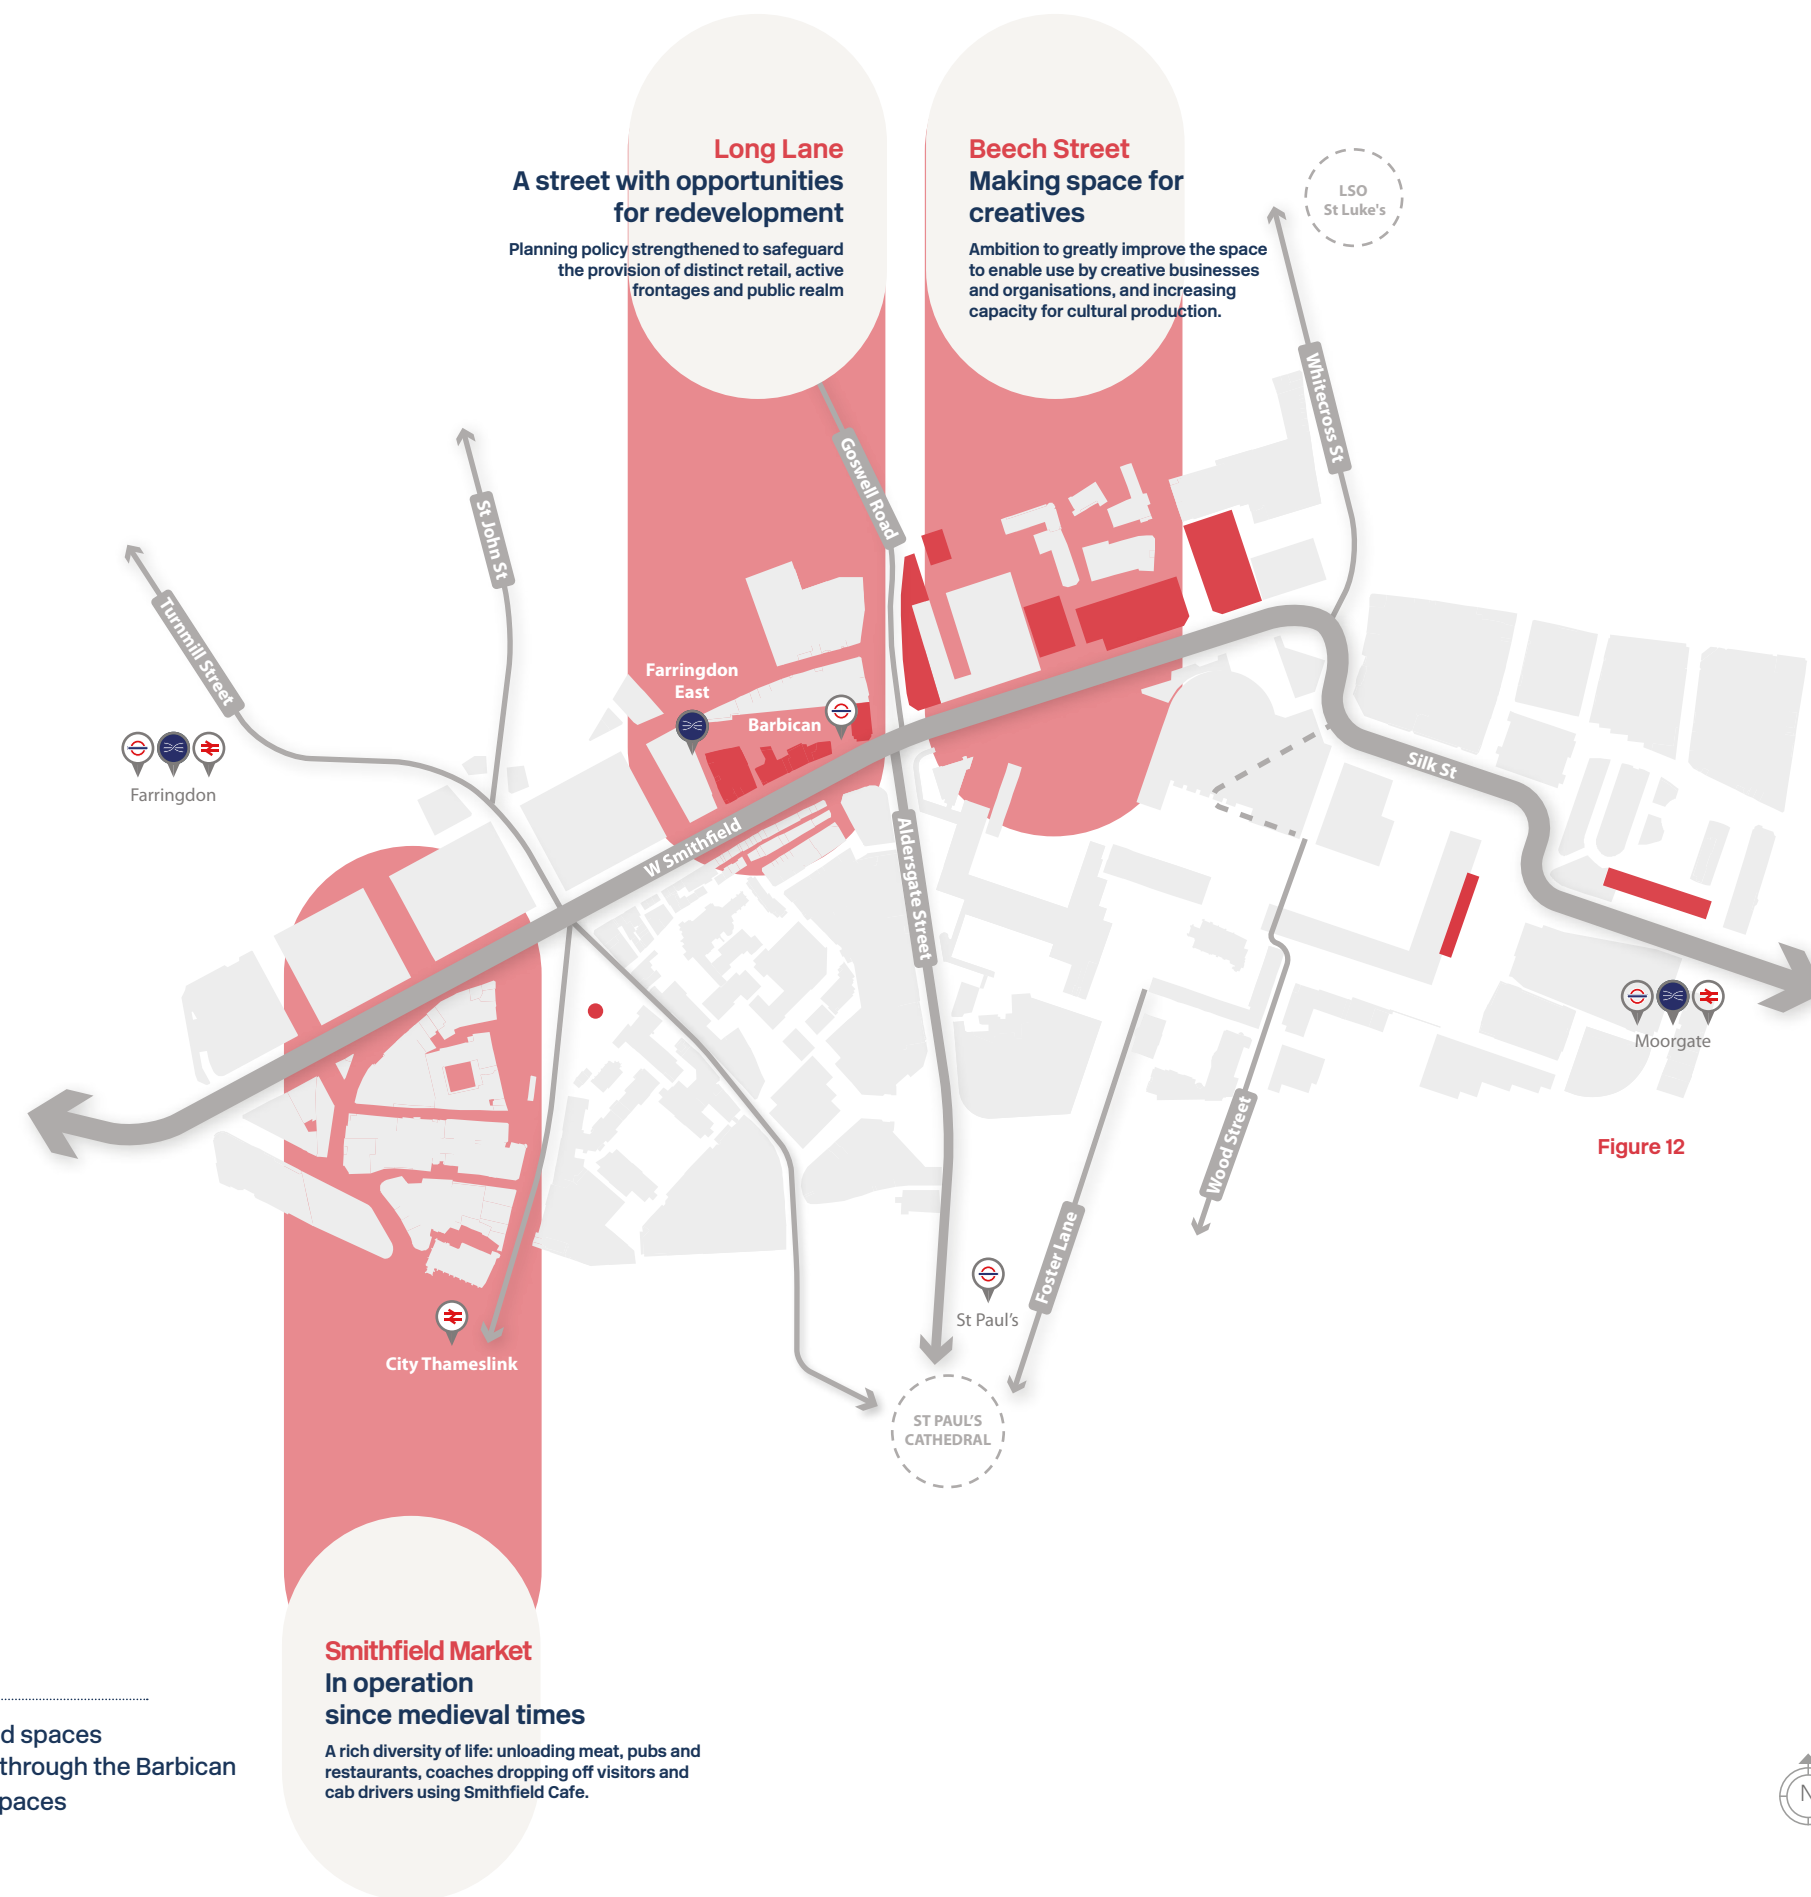 Long Lane
A street with opportunities
for redevelopment
Planning policy strengthened to safeguard
the provision of distinct retail, active
frontages and public realm
Beech Street
Making space for
creatives
Ambition to greatly improve the space
to enable use by creative businesses
and organisations, and increasing
capacity for cultural production.
LSO
St Luke's
Whitecross St
Goswell Road
St John St
Turnmill Street
Farringdon
East
Barbican
Farringdon
Silk St
W Smithfield
Aldersgate Street
Moorgate
Wood Street
Figure 12
Foster Lane
St Paul's
City Thameslink
ST PAUL'S
CATHEDRAL
Smithfield Market
In operation
since medieval times
A rich diversity of life: unloading meat, pubs and
restaurants, coaches dropping off visitors and
cab drivers using Smithfield Cafe.
d spaces
through the Barbican
paces
N